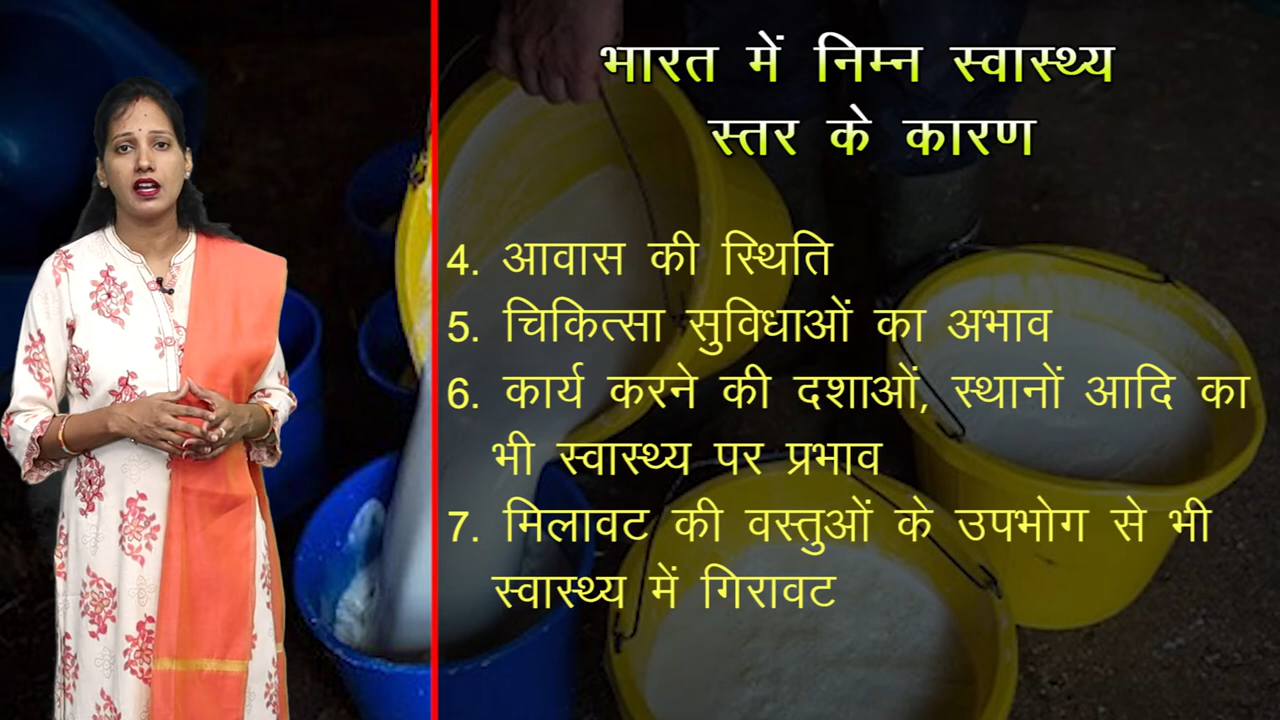 भारत में निम्न स्वास्थ्य
स्तर के कारण
4. आवास की स्थिति
5. चिकित्सा सुविधाओं का अभाव
6. कार्य करने की दशाओं, स्थानों आदि का
भी स्वास्थ्य पर प्रभाव
7. मिलावट की वस्तुओं के उपभोग से भी
स्वास्थ्य में गिरावट